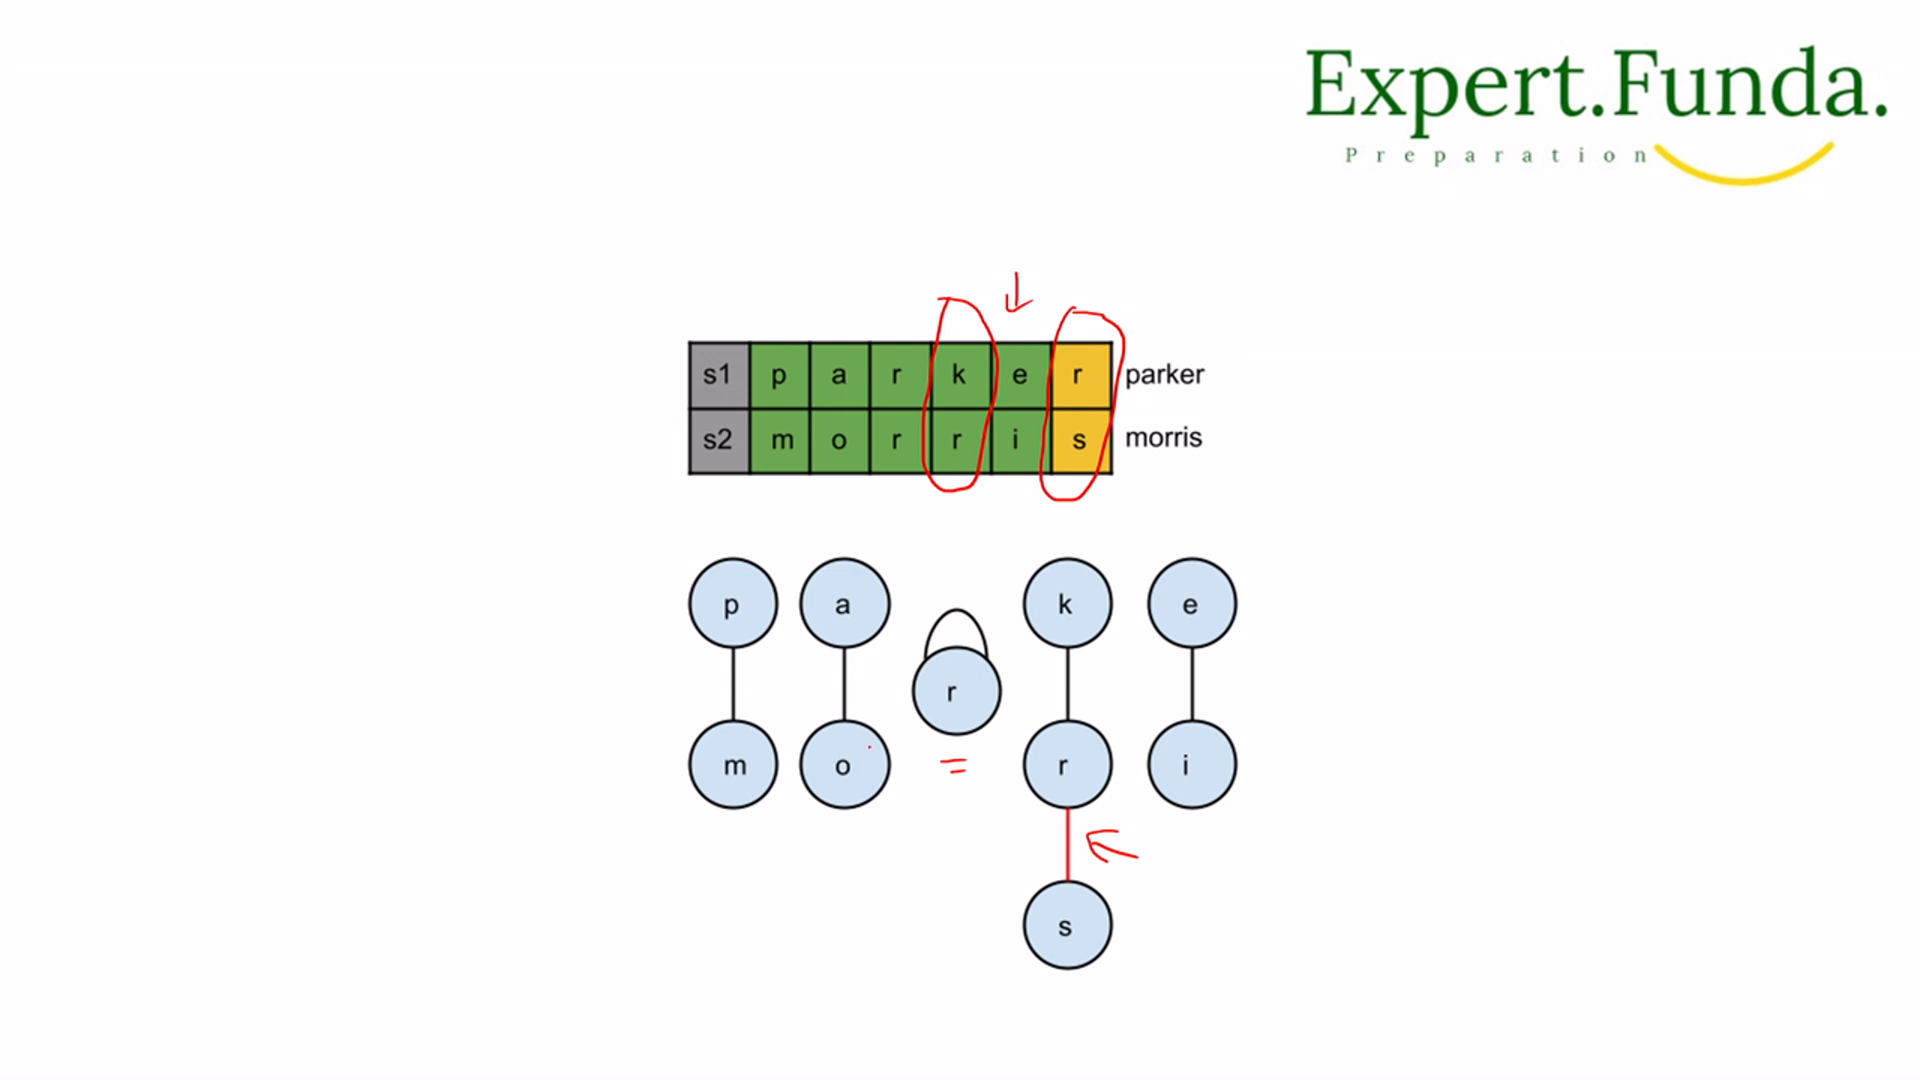 Expert.Funda.
Preparation
s1 p a r k e r parker
s2 m o r r i s morris
p a k e
r
m o r i
s